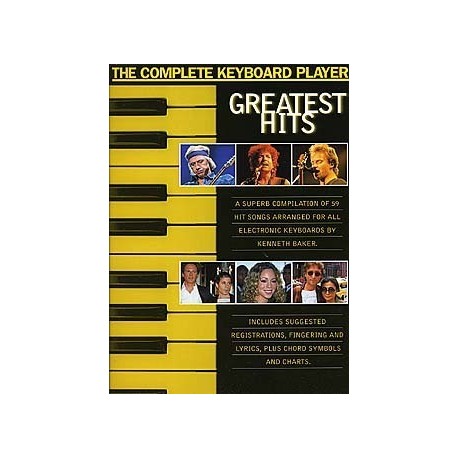 THE COMPLETE KEYBOARD PLAYER
GREATEST
HITS
A SUPERB COMPILATION OF 59
HIT SONGS ARRANGED FOR ALL
ELECTRONIC KEYBOARDS BY
KENNETH BAKER.
INCLUDES SUGGESTED
REGISTRATIONS, FINGERING AND
LYRICS, PLUS CHORD SYMBOLS
AND CHARTS.